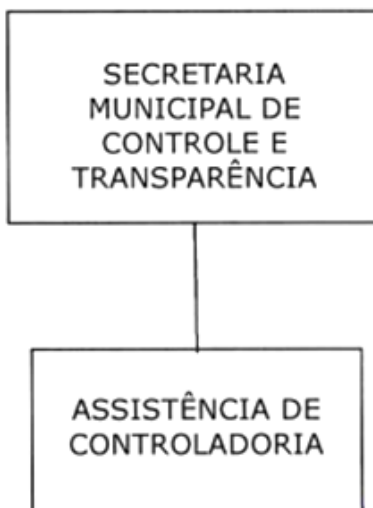 SECRETARIA
MUNICIPAL DE
CONTROLE E
TRANSPARÊNCIA
ASSISTÊNCIA DE
CONTROLADORIA